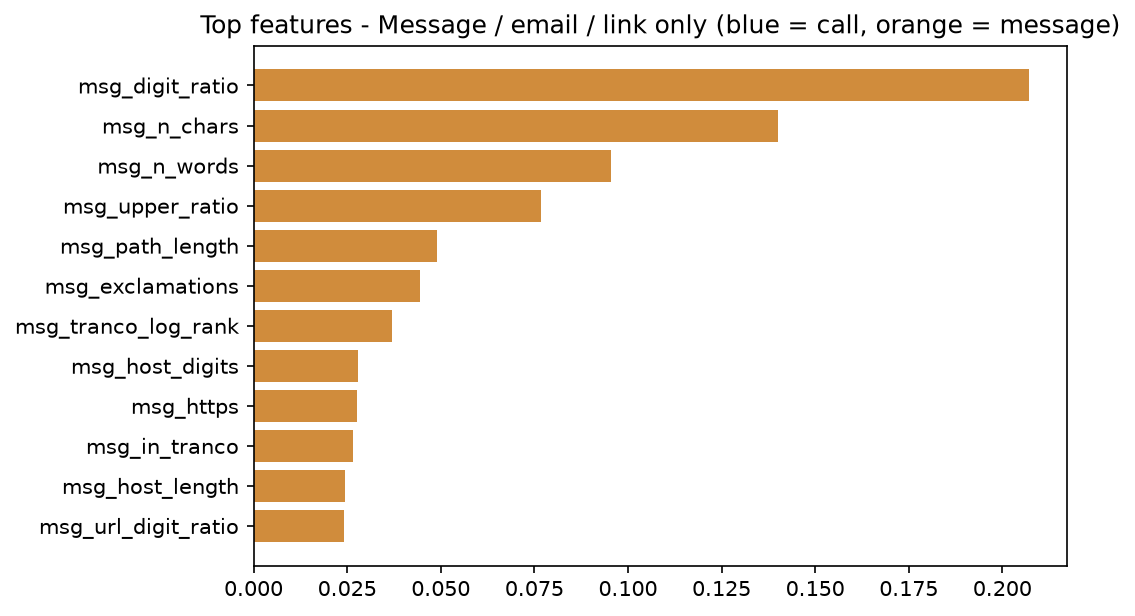 Top features - Message / email / link only (blue = call, orange = message)
msg_digit_ratio
msg_n_chars
msg_n_words
msg_upper_ratio
msg_path_length
msg_exclamations
msg_tranco_log_rank
msg_host_digits
msg_https
msg_in_tranco
msg_host_length
msg_url_digit_ratio
0.000 0.025 0.050 0.075 0.100 0.125 0.150 0.175 0.200